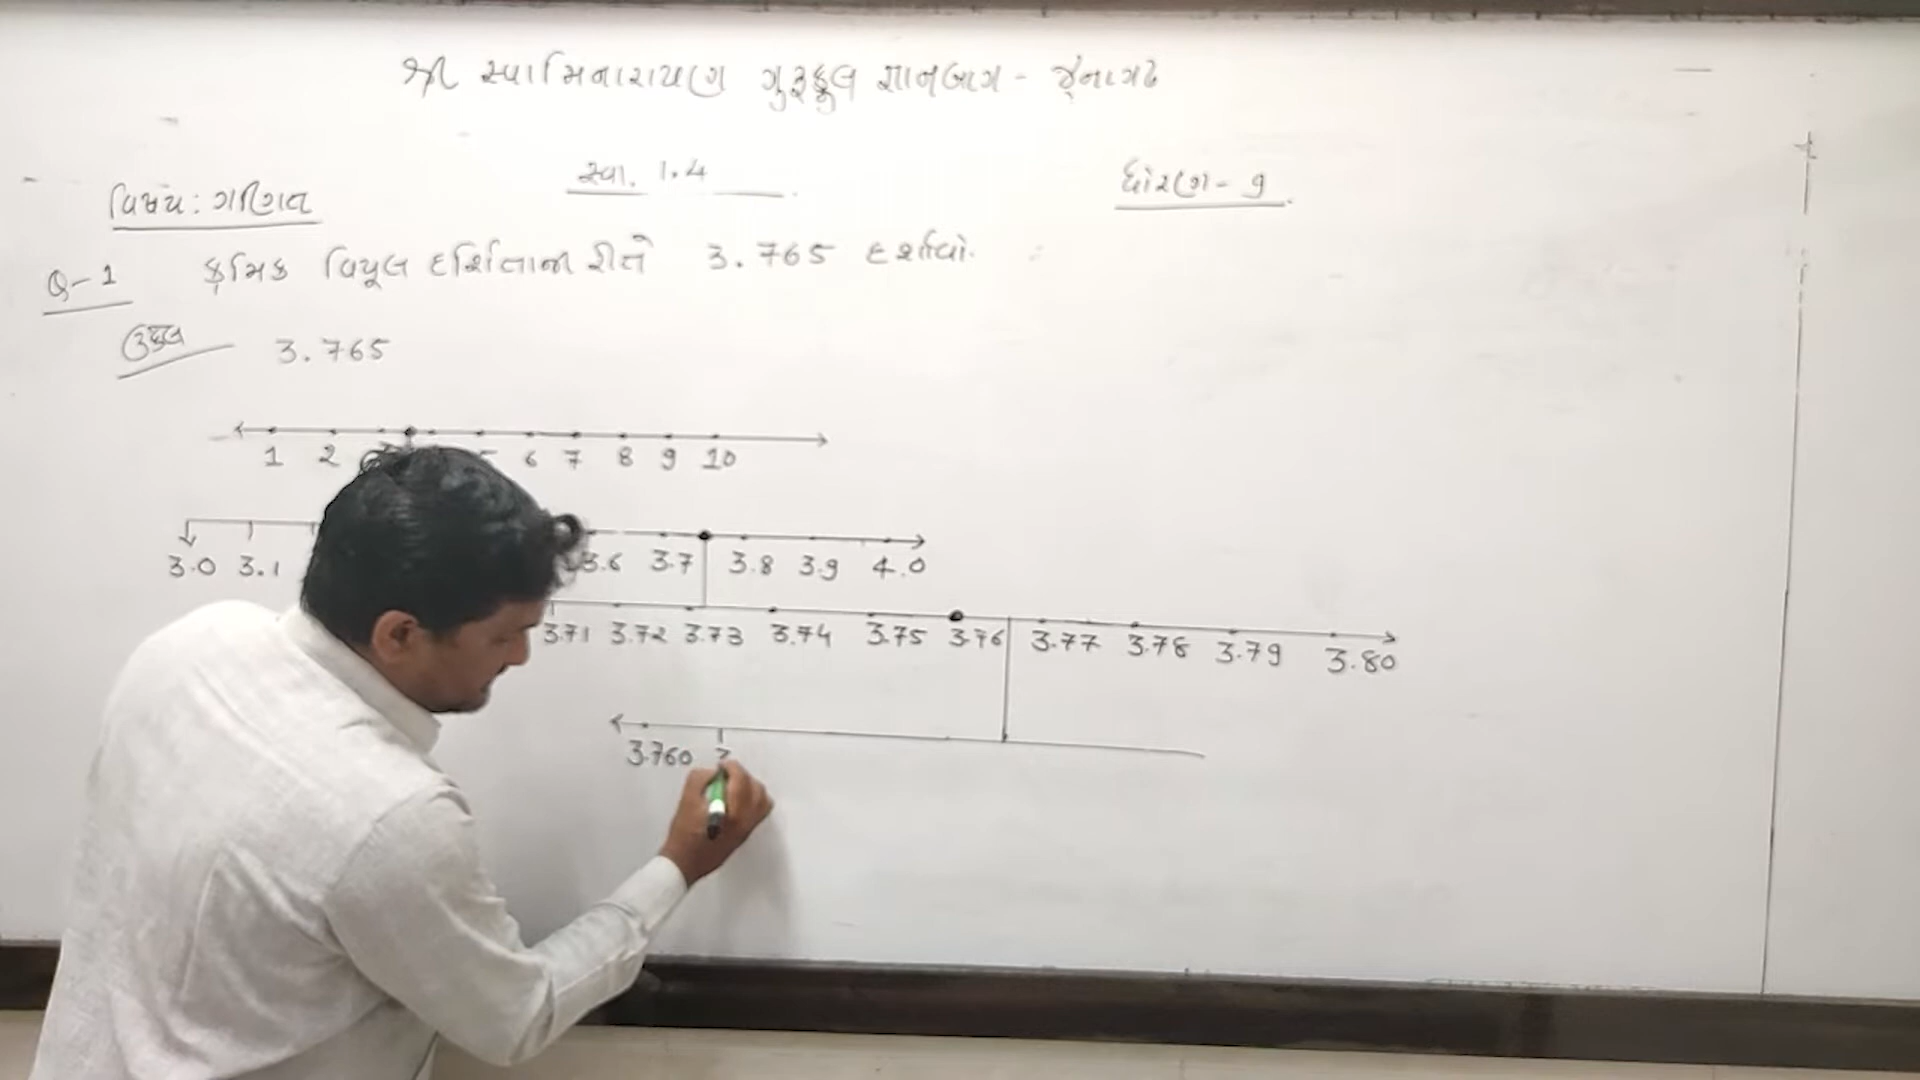 શ્રી સ્વામિનારાયણ ગુરૂકુલ જ્ઞાનબાગ - જૂનાગઢ
વિષય : ગણિત સ્વા. 1.4 ધોરણ - 9
Q-1 ક્રમિક વિપૂલ દર્શિતાની રીતે 3.765 દર્શાવો.
ઉકેલ 3.765
1 2 6 7 8 9 10
3.0 3.1 3.6 3.7 3.8 3.9 4.0
3.71 3.72 3.73 3.74 3.75 3.76 3.77 3.78 3.79 3.80
3.760